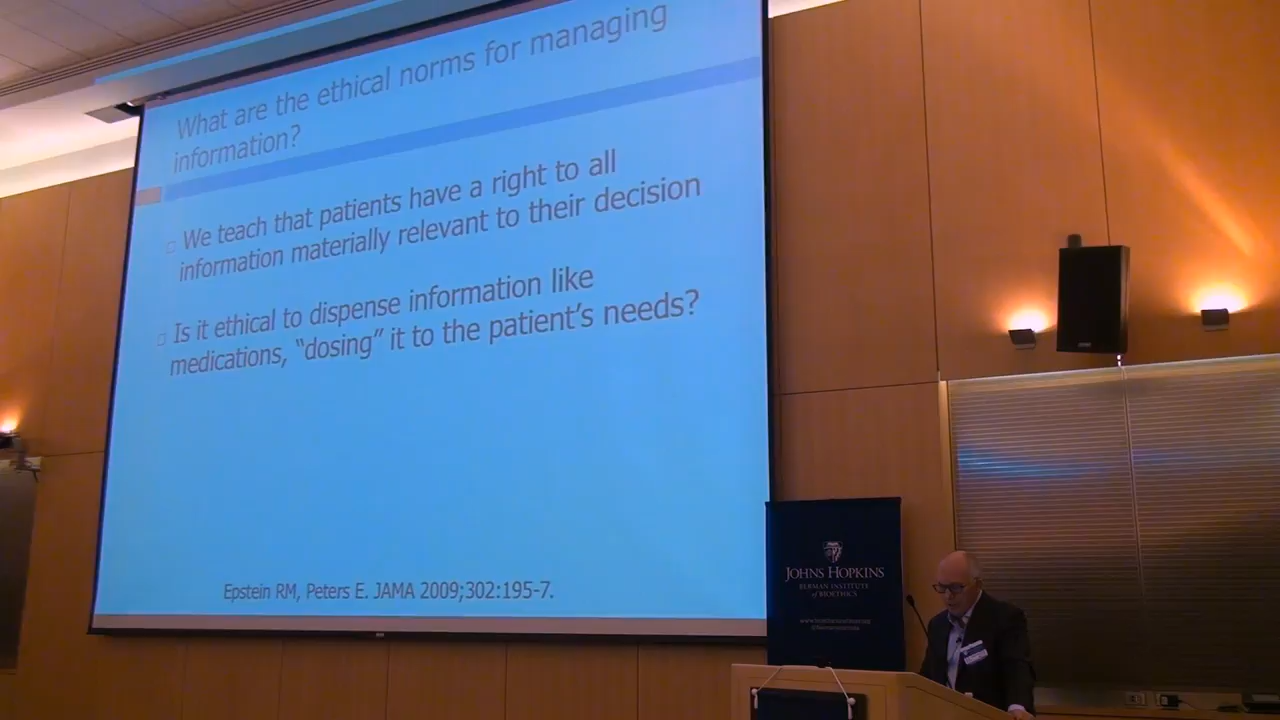 What are the ethical norms for managing
information?
We teach that patients have a right to all
information materially relevant to their decision
Is it ethical to dispense information like
medications, “dosing” it to the patient’s needs?
Epstein RM, Peters E. JAMA 2009;302:195-7.
JOHNS HOPKINS
BERMAN INSTITUTE
of BIOETHICS